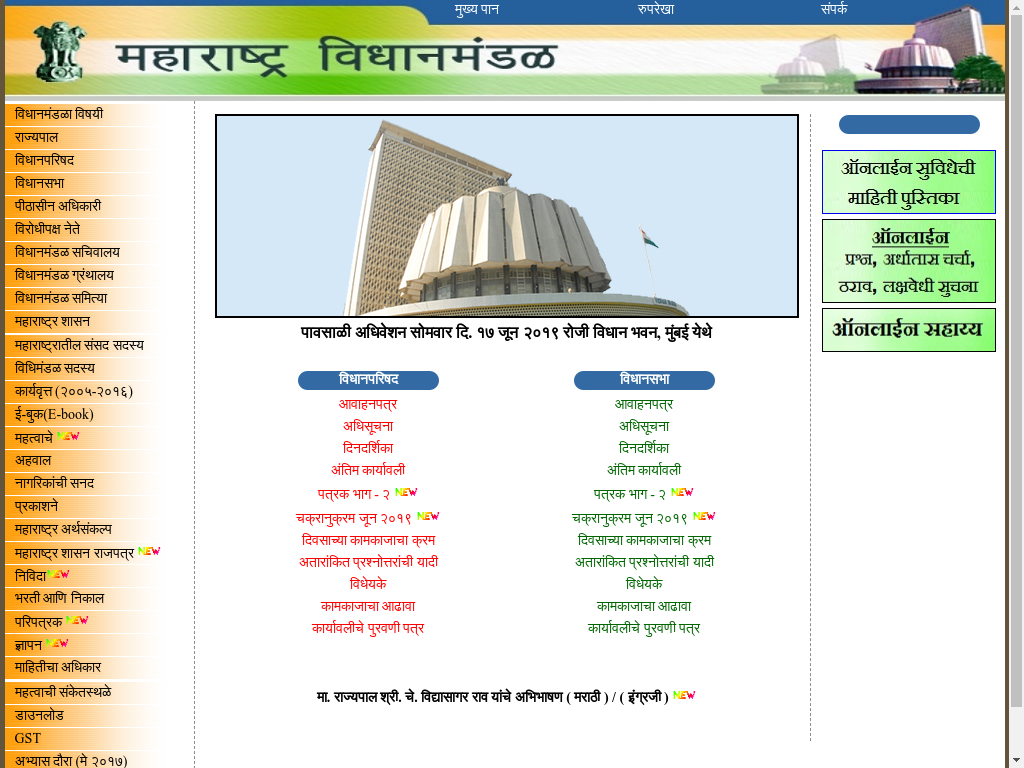 मुख्य पान
रुपरेखा
संपर्क
महाराष्ट्र विधानमंडळ
विधानमंडळा विषयी
राज्यपाल
विधानपरिषद
विधानसभा
पीठासीन अधिकारी
विरोधीपक्ष नेते
विधानमंडळ सचिवालय
विधानमंडळ ग्रंथालय
विधानमंडळ समित्या
महाराष्ट्र शासन
महाराष्ट्रातील संसद सदस्य
विधिमंडळ सदस्य
कार्यवृत्त (२००५-२०१६)
ई-बुक(E-book)
महत्वाचे NEW
अहवाल
नागरिकांची सनद
प्रकाशने
महाराष्ट्र अर्थसंकल्प
महाराष्ट्र शासन राजपत्र NEW
निविदा NEW
भरती आणि निकाल
परिपत्रक NEW
ज्ञापन NEW
माहितीचा अधिकार
महत्वाची संकेतस्थळे
डाउनलोड
GST
अभ्यास दौरा (मे २०१७)
पावसाळी अधिवेशन सोमवार दि. १७ जून २०१९ रोजी विधान भवन, मुंबई येथे
विधानपरिषद
आवाहनपत्र
अधिसूचना
दिनदर्शिका
अंतिम कार्यावली
पत्रक भाग - २ NEW
चक्रानुक्रम जून २०१९ NEW
दिवसाच्या कामकाजाचा क्रम
अतारांकित प्रश्नोत्तरांची यादी
विधेयके
कामकाजाचा आढावा
कार्यावलीचे पुरवणी पत्र
विधानसभा
आवाहनपत्र
अधिसूचना
दिनदर्शिका
अंतिम कार्यावली
पत्रक भाग - २ NEW
चक्रानुक्रम जून २०१९ NEW
दिवसाच्या कामकाजाचा क्रम
अतारांकित प्रश्नोत्तरांची यादी
विधेयके
कामकाजाचा आढावा
कार्यावलीचे पुरवणी पत्र
मा. राज्यपाल श्री. चे. विद्यासागर राव यांचे अभिभाषण ( मराठी ) / ( इंग्रजी ) NEW
ऑनलाईन सुविधेची
माहिती पुस्तिका
ऑनलाईन
प्रश्न, अर्धातास चर्चा,
ठराव, लक्षवेधी सुचना
ऑनलाईन सहाय्य